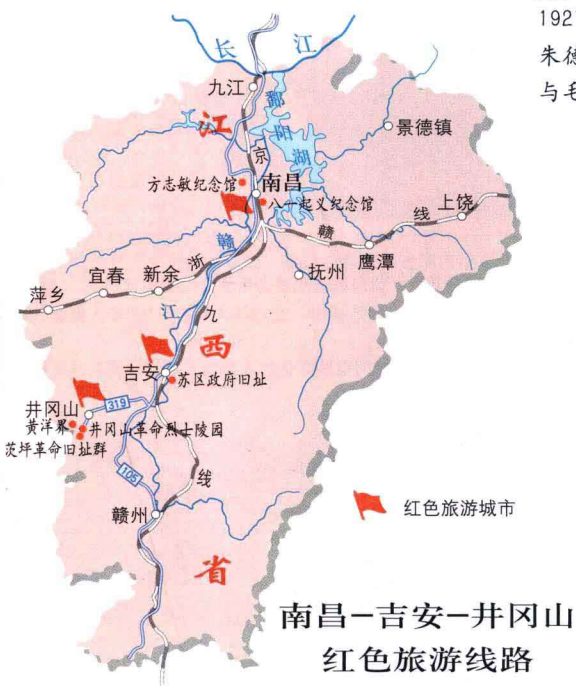 192
朱德
与毛
长 江
九江
江
鄱阳湖
景德镇
京
方志敏纪念馆
南昌
八一起义纪念馆
上饶
线
赣
鹰潭
赣
浙
抚州
宜春
新余
萍乡
江
九
西
吉安
苏区政府旧址
井冈山
319
黄洋界
井冈山革命烈士陵园
茨坪革命旧址群
105
线
赣州
红色旅游城市
省
南昌－吉安－井冈山
红色旅游线路